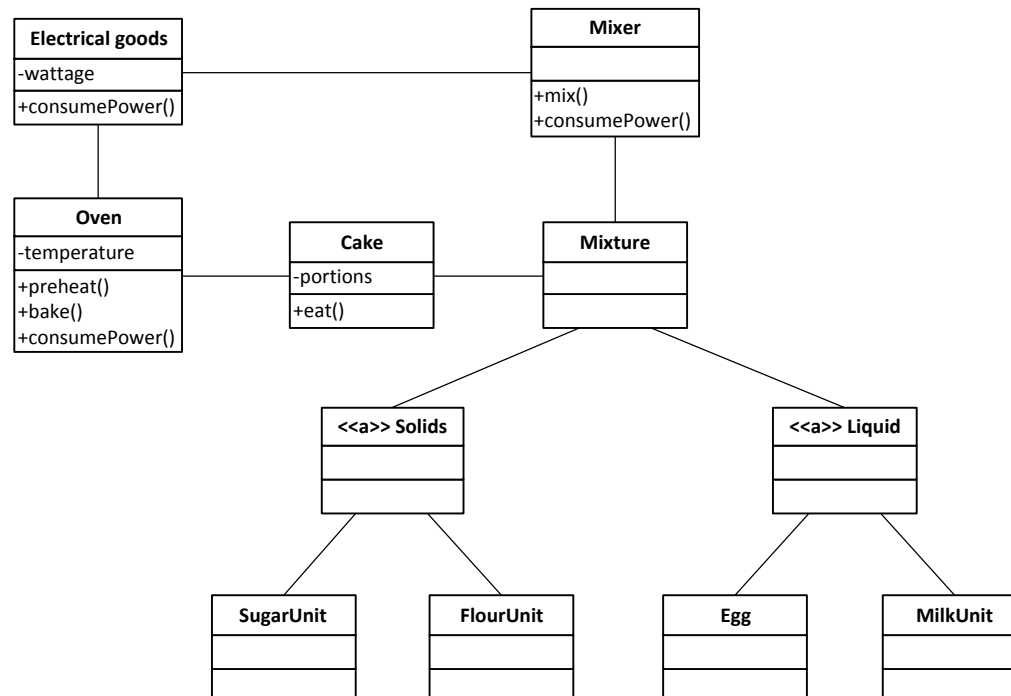 Electrical goods
-wattage
+consumePower()
Mixer
+mix()
+consumePower()
Oven
-temperature
+preheat()
+bake()
+consumePower()
Cake
-portions
+eat()
Mixture
<<a>> Solids
<<a>> Liquid
SugarUnit
FlourUnit
Egg
MilkUnit